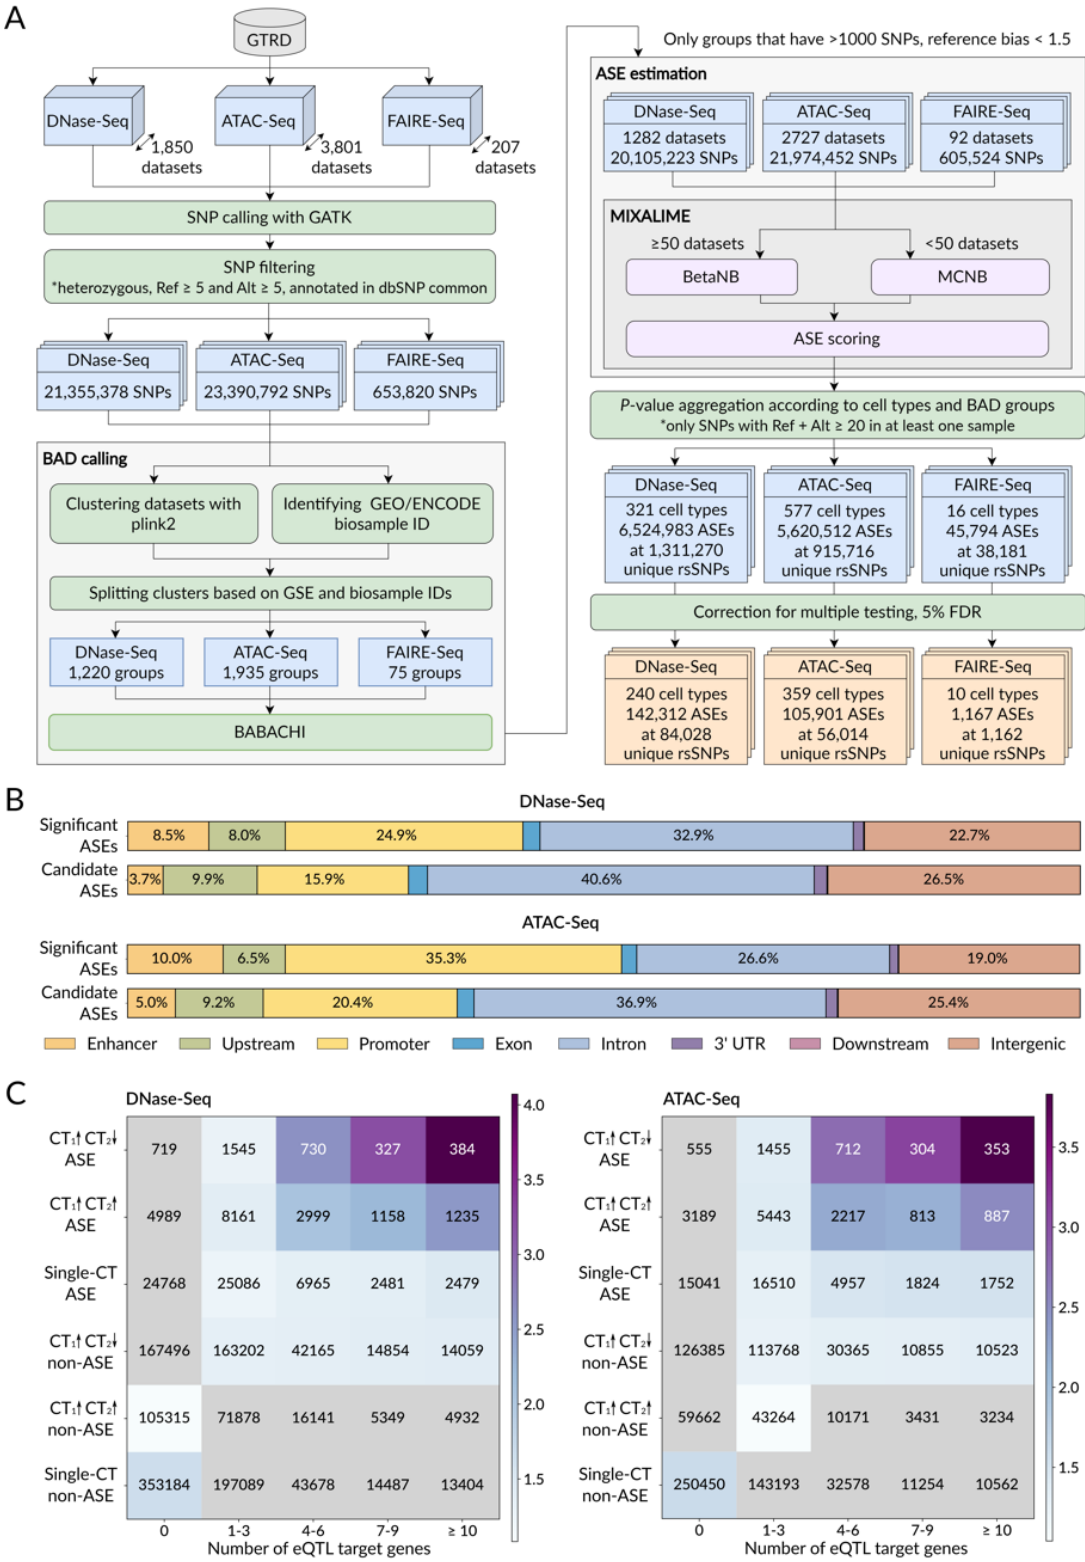 A
GTRD
DNase-Seq
ATAC-Seq
FAIRE-Seq
1,850
datasets
3,801
datasets
207
datasets
SNP calling with GATK
SNP filtering
*heterozygous, Ref ≥ 5 and Alt ≥ 5, annotated in dbSNP common
DNase-Seq
21,355,378 SNPs
ATAC-Seq
23,390,792 SNPs
FAIRE-Seq
653,820 SNPs
BAD calling
Clustering datasets with
plink2
Identifying GEO/ENCODE
biosample ID
Splitting clusters based on GSE and biosample IDs
DNase-Seq
1,220 groups
ATAC-Seq
1,935 groups
FAIRE-Seq
75 groups
BABACHI
Only groups that have >1000 SNPs, reference bias < 1.5
ASE estimation
DNase-Seq
1282 datasets
20,105,223 SNPs
ATAC-Seq
2727 datasets
21,974,452 SNPs
FAIRE-Seq
92 datasets
605,524 SNPs
MIXALIME
≥50 datasets
<50 datasets
BetaNB
MCNB
ASE scoring
P-value aggregation according to cell types and BAD groups
*only SNPs with Ref + Alt ≥ 20 in at least one sample
DNase-Seq
321 cell types
6,524,983 ASEs
at 1,311,270
unique rsSNPs
ATAC-Seq
577 cell types
5,620,512 ASEs
at 915,716
unique rsSNPs
FAIRE-Seq
16 cell types
45,794 ASEs
at 38,181
unique rsSNPs
Correction for multiple testing, 5% FDR
DNase-Seq
240 cell types
142,312 ASEs
at 84,028
unique rsSNPs
ATAC-Seq
359 cell types
105,901 ASEs
at 56,014
unique rsSNPs
FAIRE-Seq
10 cell types
1,167 ASEs
at 1,162
unique rsSNPs
B
DNase-Seq
Significant
ASEs
8.5% 8.0% 24.9% 32.9% 22.7%
Candidate
ASEs
3.7% 9.9% 15.9% 40.6% 26.5%
ATAC-Seq
Significant
ASEs
10.0% 6.5% 35.3% 26.6% 19.0%
Candidate
ASEs
5.0% 9.2% 20.4% 36.9% 25.4%
Enhancer Upstream Promoter Exon Intron 3' UTR Downstream Intergenic
C
DNase-Seq
CT₁↑ CT₂↓
ASE
719 1545 730 327 384
CT₁↑ CT₂↑
ASE
4989 8161 2999 1158 1235
Single-CT
ASE
24768 25086 6965 2481 2479
CT₁↑ CT₂↓
non-ASE
167496 163202 42165 14854 14059
CT₁↑ CT₂↑
non-ASE
105315 71878 16141 5349 4932
Single-CT
non-ASE
353184 197089 43678 14487 13404
0 1-3 4-6 7-9 ≥ 10
Number of eQTL target genes
4.0
3.5
3.0
2.5
2.0
1.5
ATAC-Seq
CT₁↑ CT₂↓
ASE
555 1455 712 304 353
CT₁↑ CT₂↑
ASE
3189 5443 2217 813 887
Single-CT
ASE
15041 16510 4957 1824 1752
CT₁↑ CT₂↓
non-ASE
126385 113768 30365 10855 10523
CT₁↑ CT₂↑
non-ASE
59662 43264 10171 3431 3234
Single-CT
non-ASE
250450 143193 32578 11254 10562
0 1-3 4-6 7-9 ≥ 10
Number of eQTL target genes
3.5
3.0
2.5
2.0
1.5